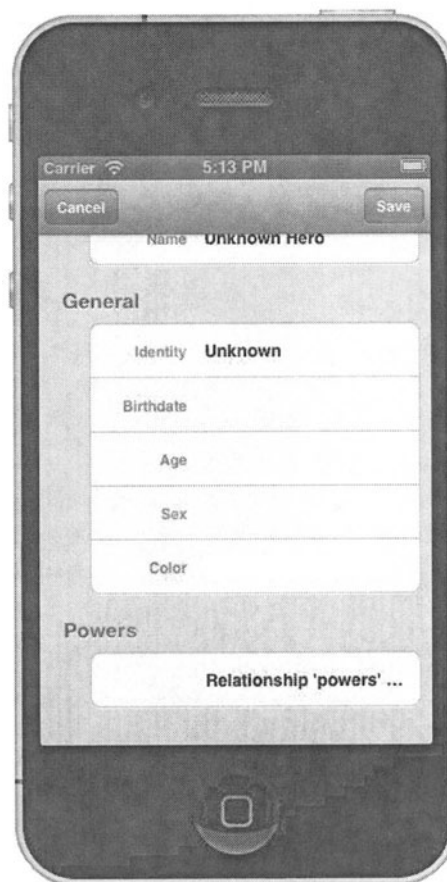 Carrier 5:13 PM
Cancel Save
Name Unknown Hero
General
Identity Unknown
Birthdate
Age
Sex
Color
Powers
Relationship 'powers' ...